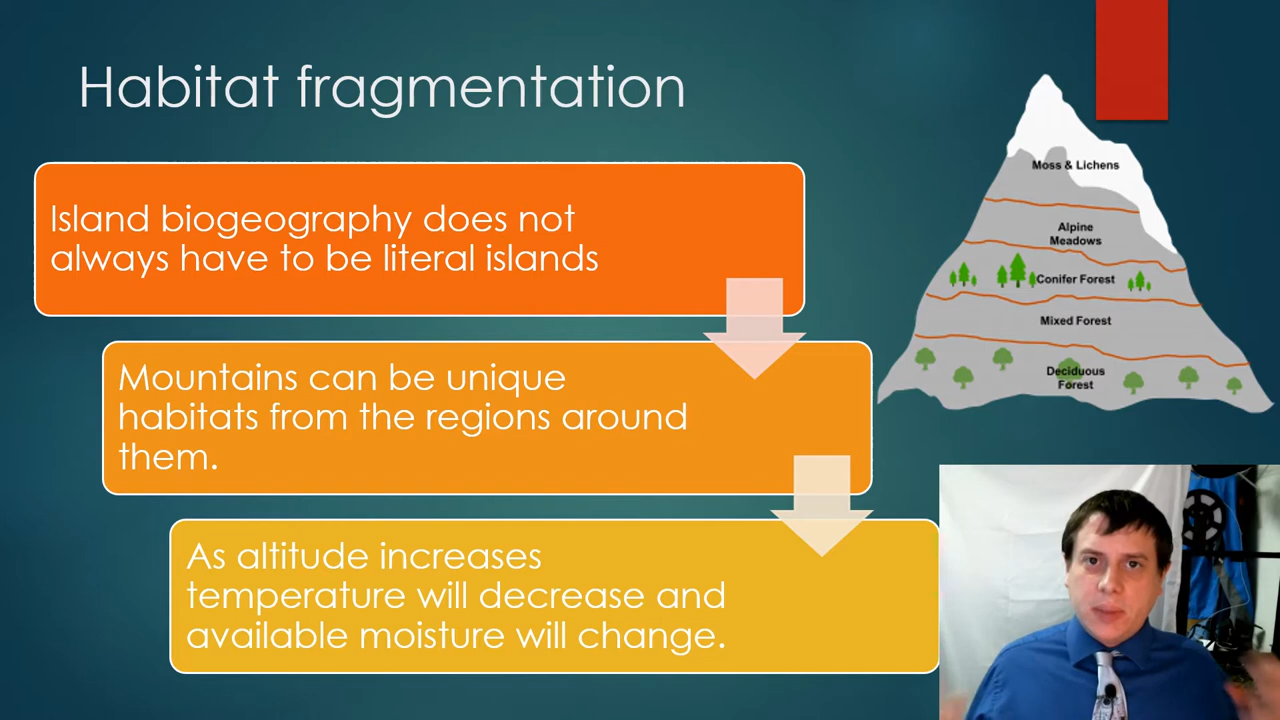 Habitat fragmentation
Island biogeography does not
always have to be literal islands
Mountains can be unique
habitats from the regions around
them.
As altitude increases
temperature will decrease and
available moisture will change.
Moss & Lichens
Alpine
Meadows
Conifer Forest
Mixed Forest
Deciduous
Forest